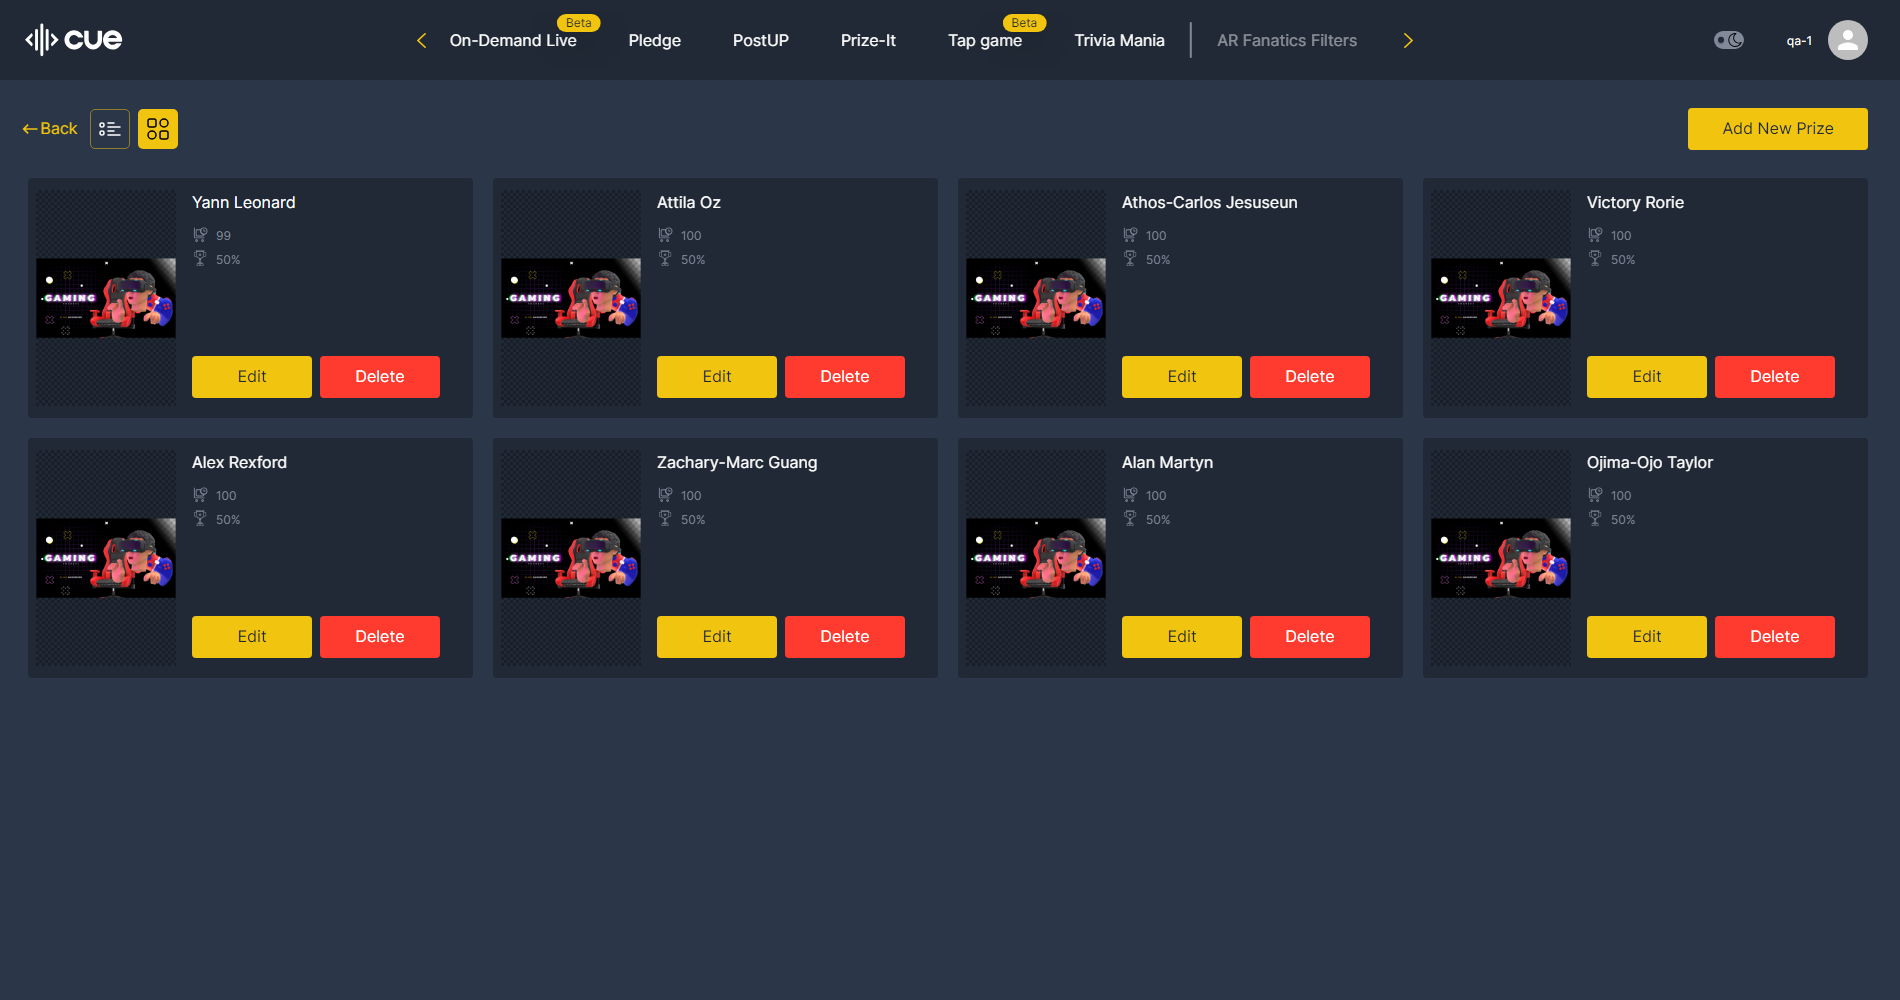 cue
On-Demand Live
Beta
Pledge
PostUP
Prize-It
Tap game
Beta
Trivia Mania
AR Fanatics Filters
qa-1
Back
Add New Prize
Yann Leonard
99
50%
GAMING
Edit
Delete
Attila Oz
100
50%
GAMING
Edit
Delete
Athos-Carlos Jesuseun
100
50%
GAMING
Edit
Delete
Victory Rorie
100
50%
GAMING
Edit
Delete
Alex Rexford
100
50%
GAMING
Edit
Delete
Zachary-Marc Guang
100
50%
GAMING
Edit
Delete
Alan Martyn
100
50%
GAMING
Edit
Delete
Ojima-Ojo Taylor
100
50%
GAMING
Edit
Delete